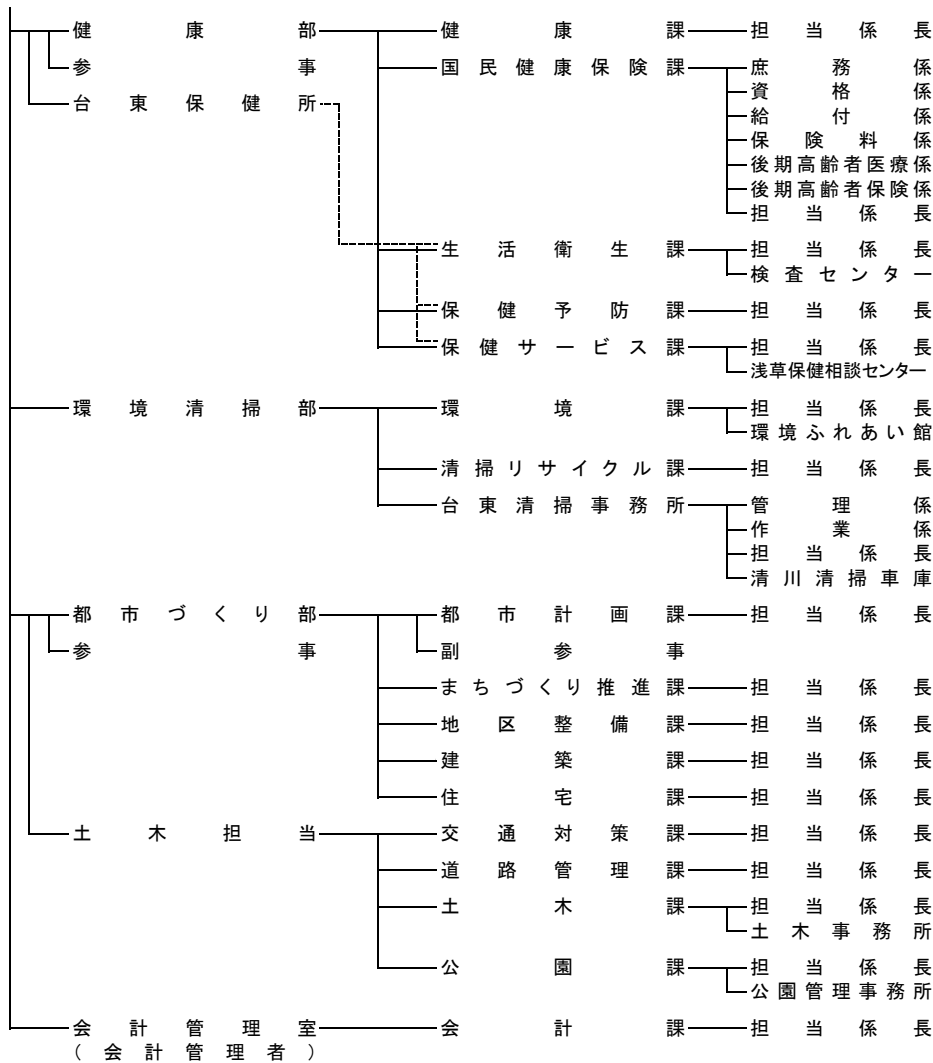 健康部 健康課 担当係長
参事 国民健康保険課 庶務係
資格係
台東保健所 給付係
保険料係
後期高齢者医療係
後期高齢者保険係
担当係長
生活衛生課 担当係長
検査センター
保健予防課 担当係長
保健サービス課 担当係長
浅草保健相談センター
環境清掃部 環境課 担当係長
環境ふれあい館
清掃リサイクル課 担当係長
台東清掃事務所 管理係
作業係
担当係長
清川清掃車庫
都市づくり部 都市計画課 担当係長
参事 副参事
まちづくり推進課 担当係長
地区整備課 担当係長
建築課 担当係長
住宅課 担当係長
土木担当 交通対策課 担当係長
道路管理課 担当係長
土木課 担当係長
土木事務所
公園課 担当係長
公園管理事務所
会計管理室 会計課 担当係長
(会計管理者)